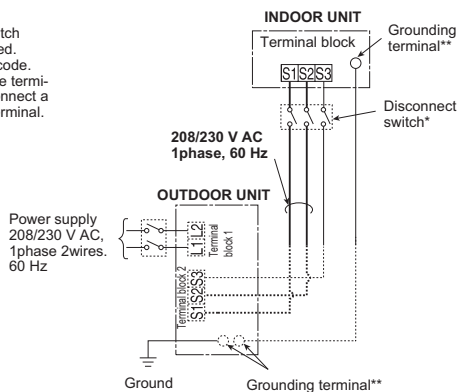 tch
ed.
code.
e termi-
nnect a
rminal.
INDOOR UNIT
Terminal block
Grounding
terminal**
S1 S2 S3
Disconnect
switch*
208/230 V AC
1phase, 60 Hz
OUTDOOR UNIT
Power supply
208/230 V AC,
1phase 2wires.
60 Hz
L1 L2
Terminal
block 1
Terminal block 2
S1 S2 S3
Ground
Grounding terminal**